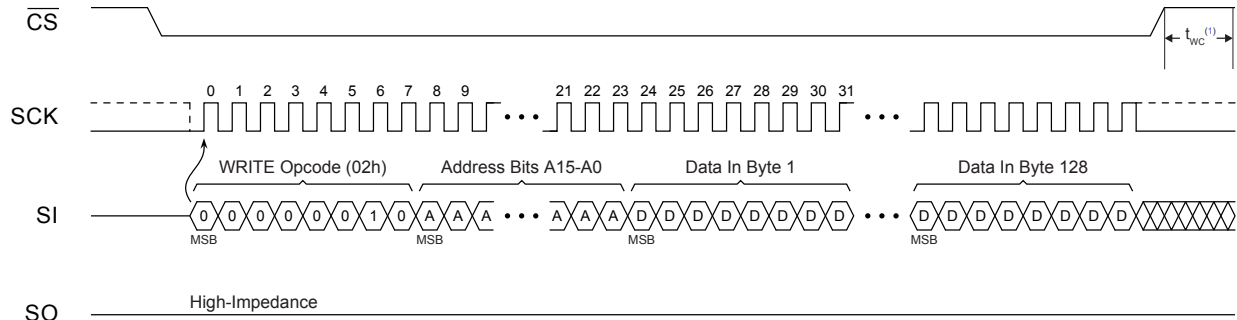 CS
t_WC(1)
0 1 2 3 4 5 6 7 8 9 21 22 23 24 25 26 27 28 29 30 31
SCK
WRITE Opcode (02h) Address Bits A15-A0 Data In Byte 1 Data In Byte 128
SI 0 0 0 0 0 0 1 0 A A A A A A D D D D D D D D D D D D D D D D
MSB MSB MSB MSB
High-Impedance
SO